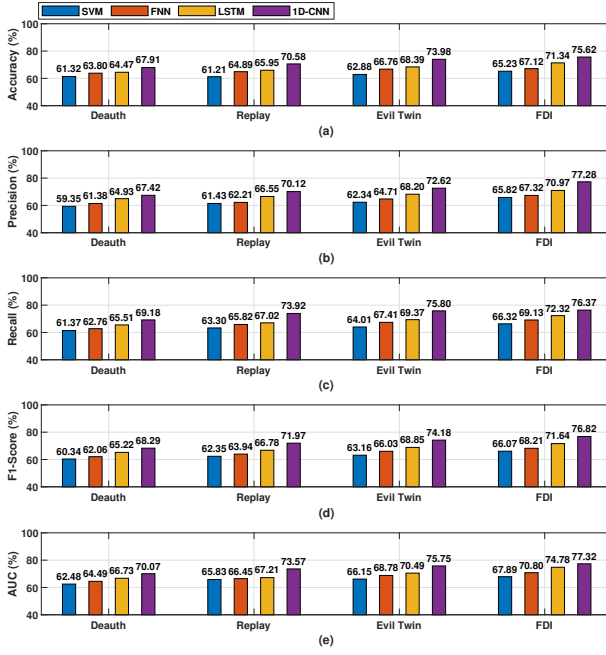 SVM FNN LSTM 1D-CNN
Accuracy (%)
100
80
60
40
61.32 63.80 64.47 67.91 61.21 64.89 65.95 70.58 62.88 66.76 68.39 73.98 65.23 67.12 71.34 75.62
Deauth Replay Evil Twin FDI
(a)
Precision (%)
100
80
60
40
59.35 61.38 64.93 67.42 61.43 62.21 66.55 70.12 62.34 64.71 68.20 72.62 65.82 67.32 70.97 77.28
Deauth Replay Evil Twin FDI
(b)
Recall (%)
100
80
60
40
61.37 62.76 65.51 69.18 63.30 65.82 67.02 73.92 64.01 67.41 69.37 75.80 66.32 69.13 72.32 76.37
Deauth Replay Evil Twin FDI
(c)
F1-Score (%)
100
80
60
40
60.34 62.06 65.22 68.29 62.35 63.94 66.78 71.97 63.16 66.03 68.85 74.18 66.07 68.21 71.64 76.82
Deauth Replay Evil Twin FDI
(d)
AUC (%)
100
80
60
40
62.48 64.49 66.73 70.07 65.83 66.45 67.21 73.57 66.15 68.78 70.49 75.75 67.89 70.80 74.78 77.32
Deauth Replay Evil Twin FDI
(e)